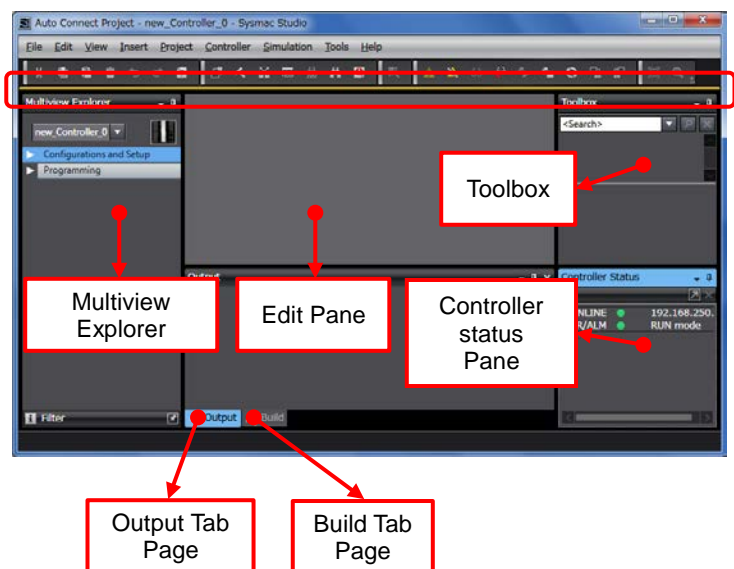 Auto Connect Project - new_Controller_0 - Sysmac Studio
File Edit View Insert Project Controller Simulation Tools Help
Multiview Explorer
new_Controller_0
Configurations and Setup
Programming
Toolbox
<Search>
Toolbox
Multiview
Explorer
Output
Edit Pane
Controller Status
Controller
status
Pane
NLINE 192.168.250.
R/ALM RUN mode
Filter
Output
Build
Output Tab
Page
Build Tab
Page